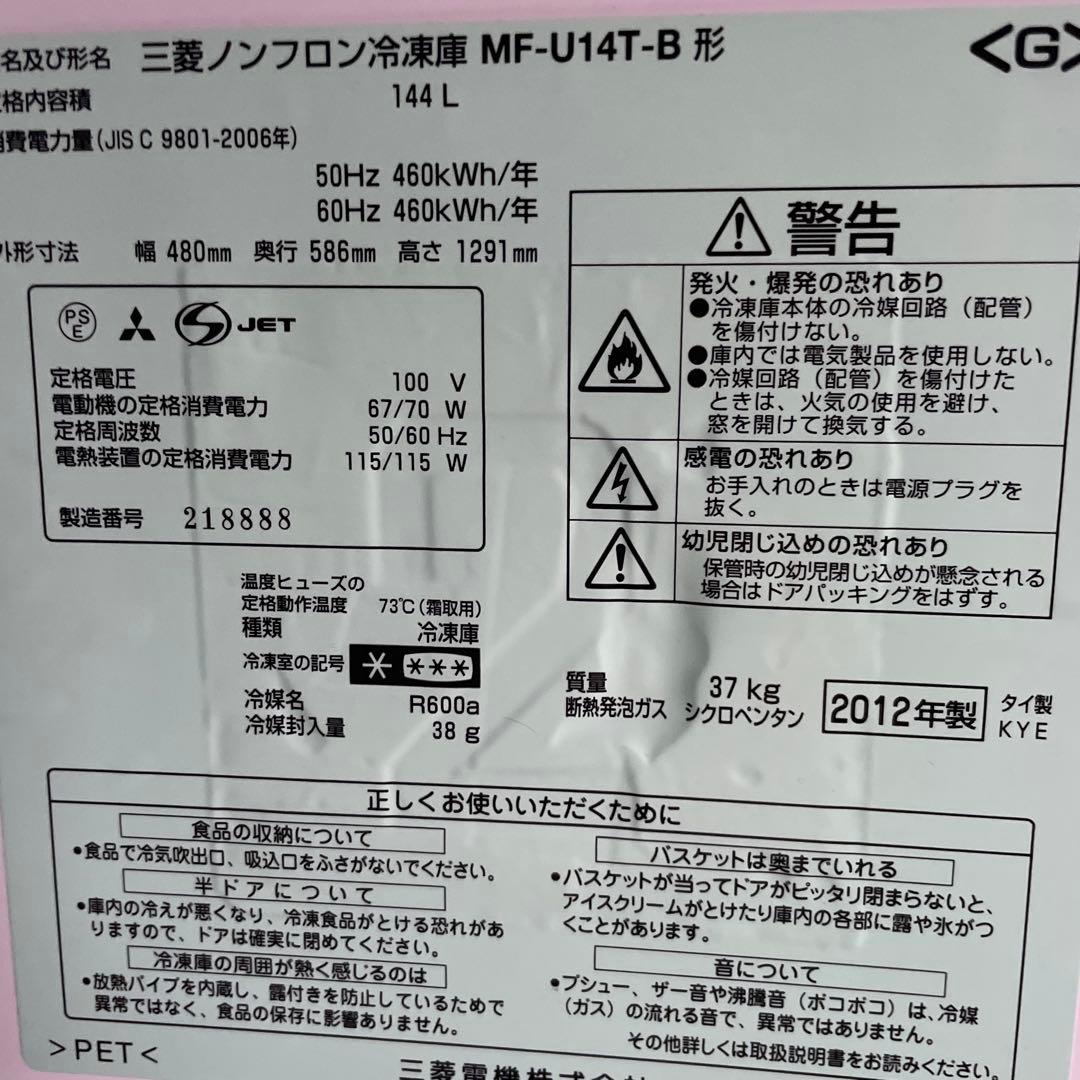 名及び形名 三菱ノンフロン冷凍庫 MF-U14T-B 形 <G>
格内容積 144 L
費電力量(JIS C 9801-2006年)
50Hz 460kWh/年
60Hz 460kWh/年
外形寸法 幅 480mm 奥行 586mm 高さ 1291mm
PS
E
JET
定格電圧 100 V
電動機の定格消費電力 67/70 W
定格周波数 50/60 Hz
電熱装置の定格消費電力 115/115 W
製造番号 218888
警告
発火・爆発の恐れあり
●冷凍庫本体の冷媒回路（配管）
を傷付けない。
●庫内では電気製品を使用しない。
●冷媒回路（配管）を傷付けた
ときは、火気の使用を避け、
窓を開けて換気する。
感電の恐れあり
お手入れのときは電源プラグを
抜く。
幼児閉じ込めの恐れあり
保管時の幼児閉じ込めが懸念される
場合はドアパッキングをはずす。
温度ヒューズの
定格動作温度 73℃(霜取用)
種類 冷凍庫
冷凍室の記号 * ***
冷媒名 R600a
冷媒封入量 38 g
質量 37 kg
断熱発泡ガス シクロペンタン
2012年製
タイ製
KYE
正しくお使いいただくために
食品の収納について
•食品で冷気吹出口、吸込口をふさがないでください。
半ドアについて
•庫内の冷えが悪くなり、冷凍食品がとける恐れがあ
りますので、ドアは確実に閉めてください。
冷凍庫の周囲が熱く感じるのは
•放熱パイプを内蔵し、露付きを防止しているためで
異常ではなく、食品の保存に影響ありません。
バスケットは奥までいれる
•バスケットが当ってドアがピッタリ閉まらないと、
アイスクリームがとけたり庫内の各部に露や氷がつ
くことがあります。
音について
•プシュー、ザー音や沸騰音（ボコボコ）は、冷媒
（ガス）の流れる音で、異常ではありません。
その他詳しくは取扱説明書をお読みください。
>PET<
三菱電機株式会社